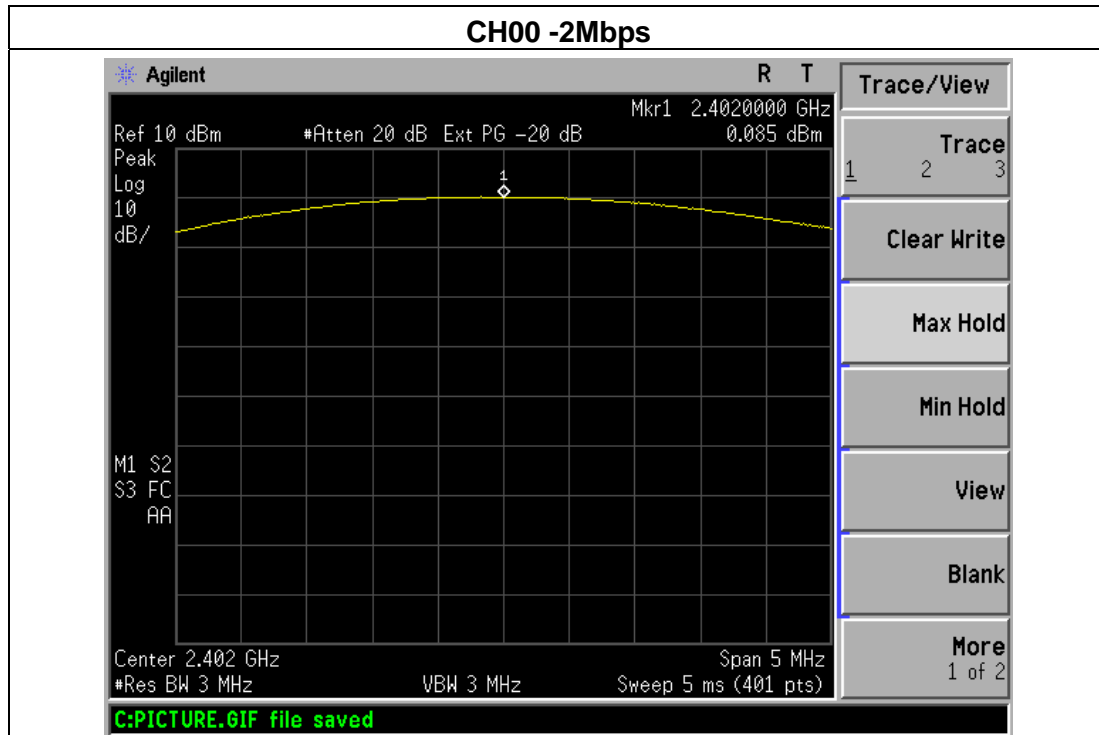 CH00 -2Mbps
Agilent R T
Mkr1 2.4020000 GHz
Ref 10 dBm #Atten 20 dB Ext PG -20 dB 0.085 dBm
Peak
Log
10
dB/
1
M1 S2
S3 FC
AA
Center 2.402 GHz Span 5 MHz
#Res BW 3 MHz VBW 3 MHz Sweep 5 ms (401 pts)
C:PICTURE.GIF file saved
Trace/View
Trace
1 2 3
Clear Write
Max Hold
Min Hold
View
Blank
More
1 of 2